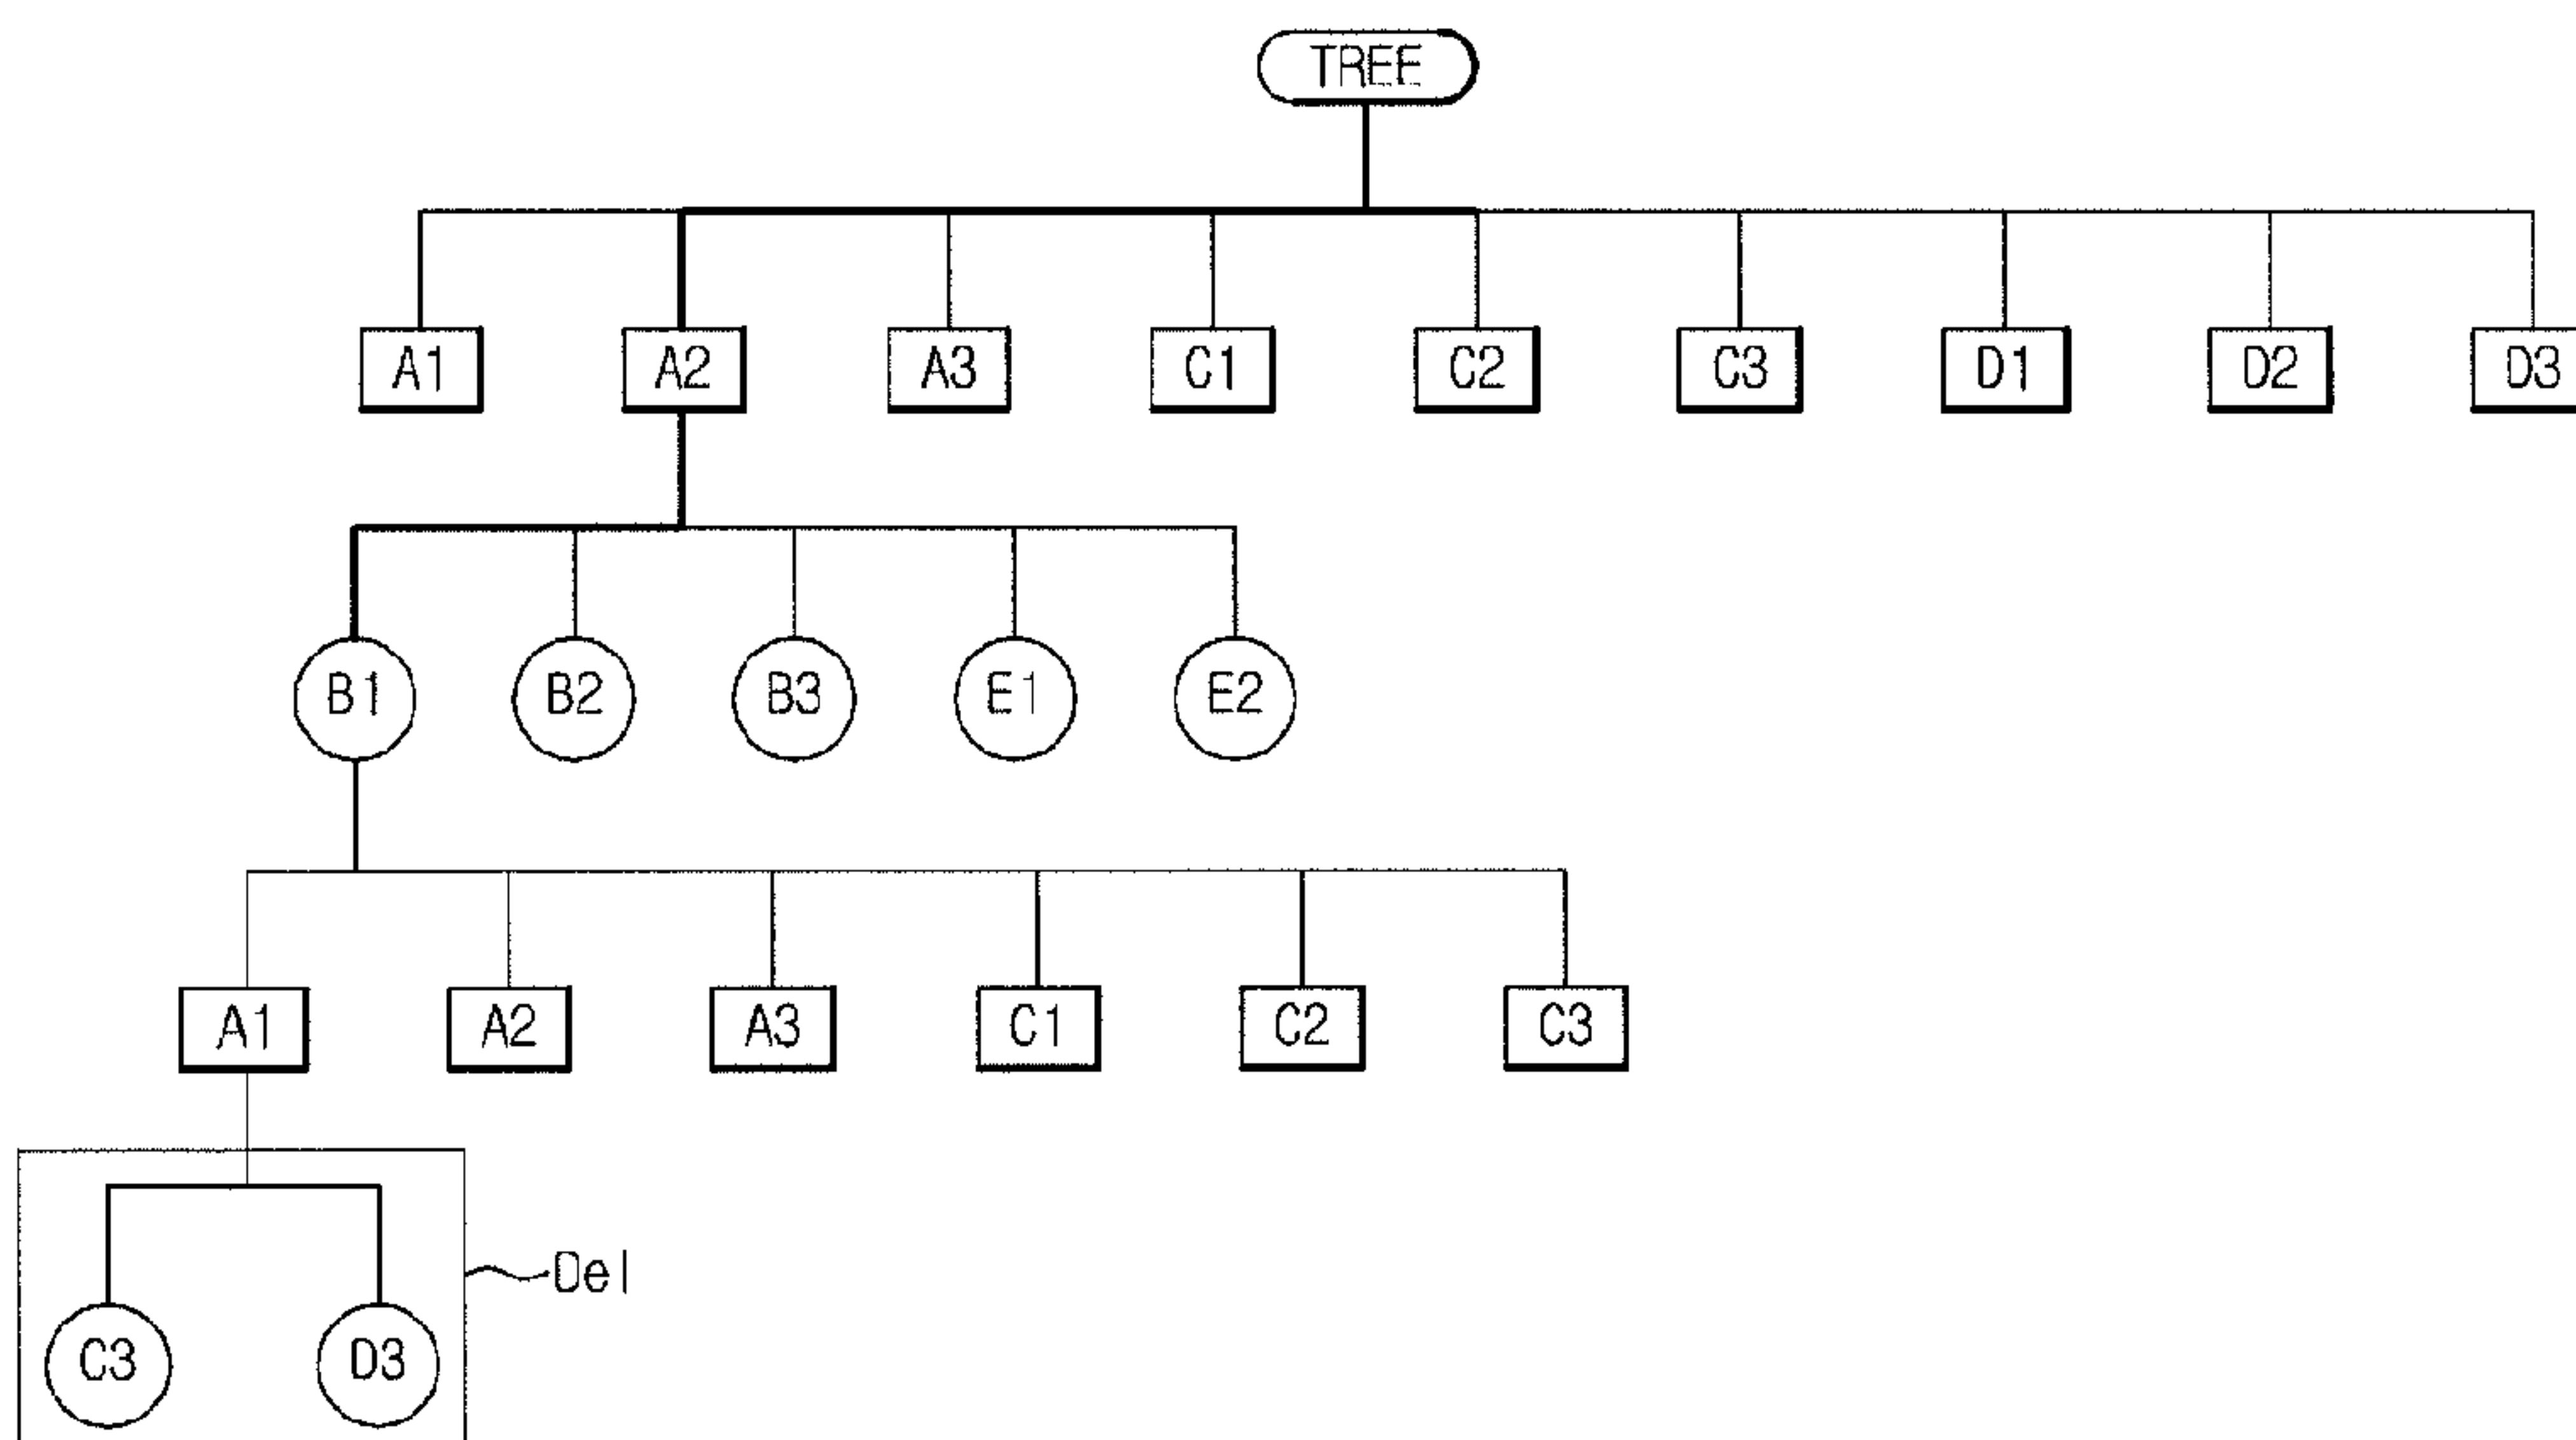 TREE
A1 A2 A3 C1 C2 C3 D1 D2 D3
B1 B2 B3 E1 E2
A1 A2 A3 C1 C2 C3
Del
C3 D3